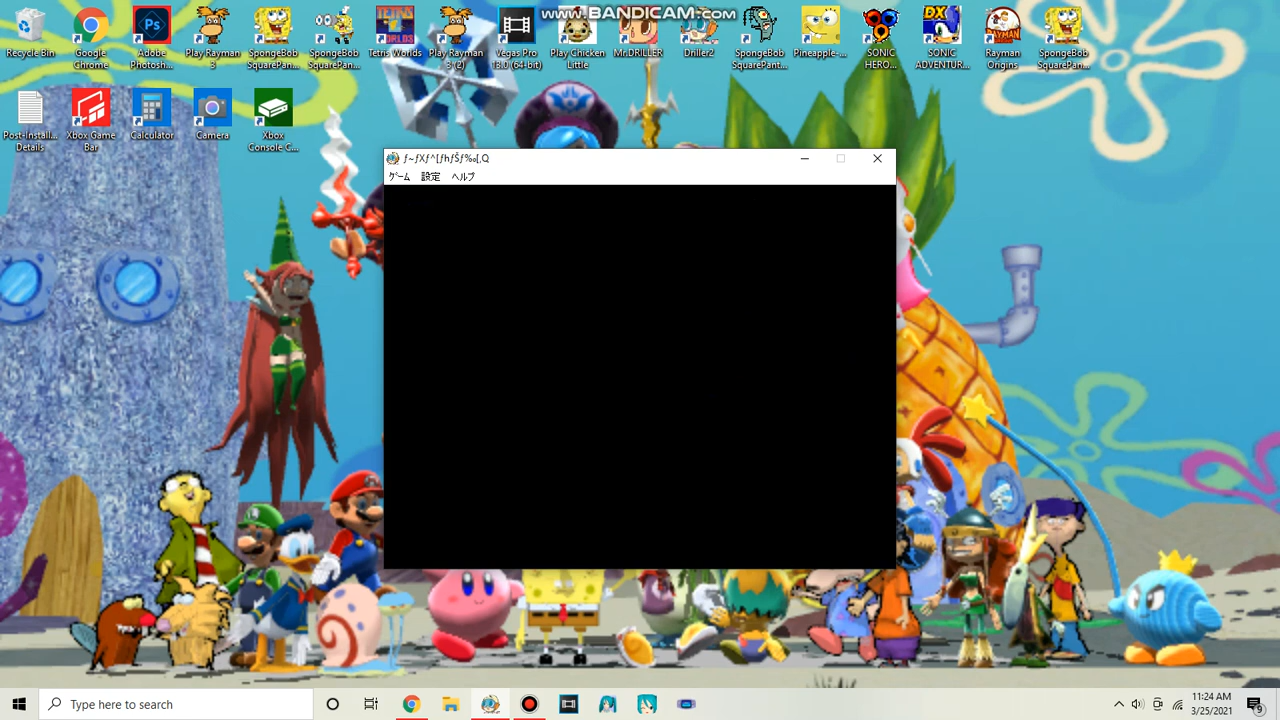 www.BANDICAM.com
Recycle Bin
Google
Chrome
Adobe
Photosh...
Play Rayman
3
SpongeBob
SquarePan...
SpongeBob
SquarePan...
Tetris Worlds
Play Rayman
3 (2)
Vegas Pro
13.0 (64-bit)
Play Chicken
Little
Mr.DRILLER
Driller2
SpongeBob
SquarePant...
Pineapple-...
SONIC
HERO...
SONIC
ADVENTUR...
Rayman
Origins
SpongeBob
SquarePan...
Post-Install...
Details
Xbox Game
Bar
Calculator
Camera
Xbox
Console C...
ƒ~ƒXƒ^[ƒhƒŠƒ‰[‚Q
ゲーム 設定 ヘルプ
Type here to search
11:24 AM
3/25/2021